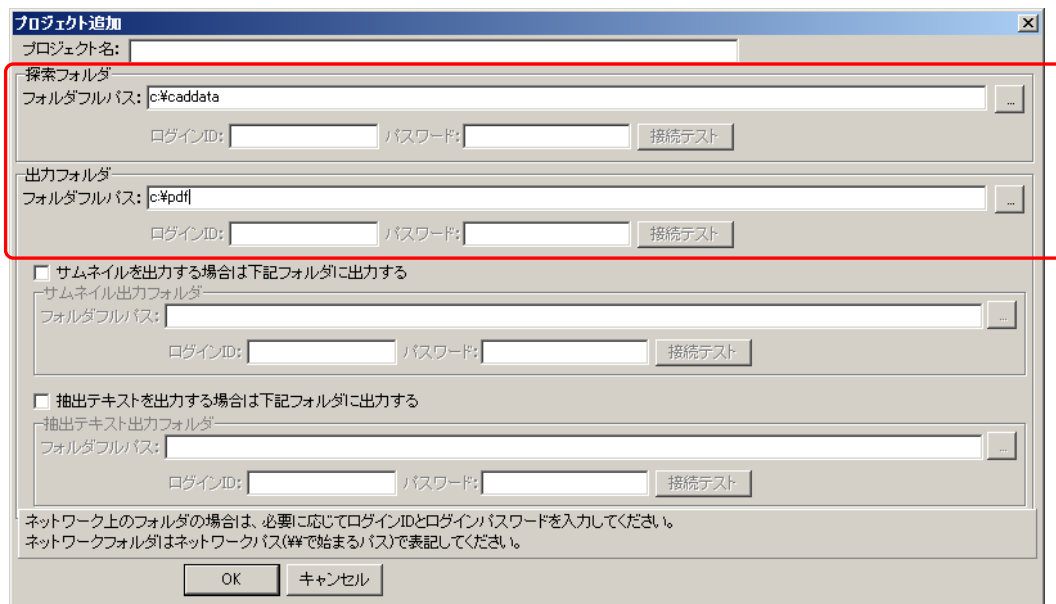 プロジェクト追加
プロジェクト名:
探索フォルダ
フォルダフルパス: c:¥caddata ...
ログインID: パスワード: 接続テスト
出力フォルダ
フォルダフルパス: c:¥pdf ...
ログインID: パスワード: 接続テスト
サムネイルを出力する場合は下記フォルダに出力する
サムネイル出力フォルダ
フォルダフルパス: ...
ログインID: パスワード: 接続テスト
抽出テキストを出力する場合は下記フォルダに出力する
抽出テキスト出力フォルダ
フォルダフルパス: ...
ログインID: パスワード: 接続テスト
ネットワーク上のフォルダの場合は、必要に応じてログインIDとログインパスワードを入力してください。
ネットワークフォルダはネットワークパス(¥¥で始まるパス)で表記してください。
OK キャンセル